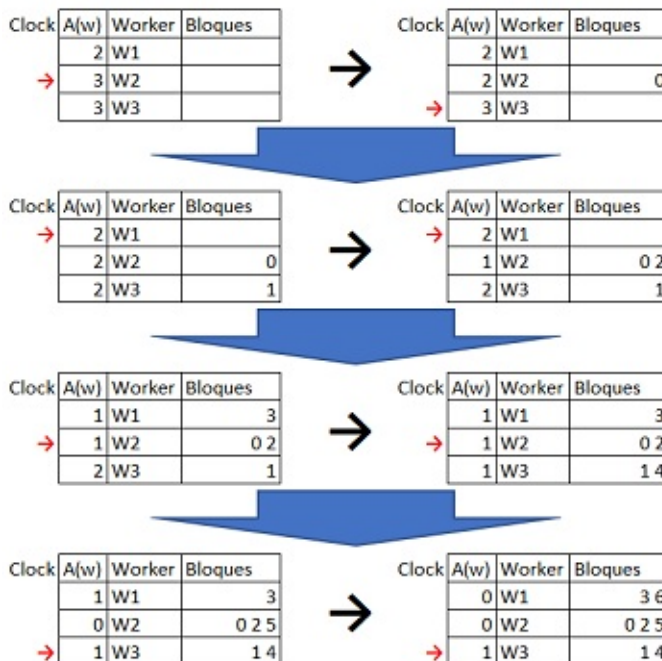 Clock A(w) Worker Bloques Clock A(w) Worker Bloques
2 W1 2 W1
→ 3 W2 → 2 W2 0
3 W3 → 3 W3
Clock A(w) Worker Bloques Clock A(w) Worker Bloques
→ 2 W1 → → 2 W1
2 W2 0 1 W2 0 2
2 W3 1 2 W3 1
Clock A(w) Worker Bloques Clock A(w) Worker Bloques
1 W1 3 1 W1 3
→ 1 W2 0 2 → → 1 W2 0 2
2 W3 1 1 W3 1 4
Clock A(w) Worker Bloques Clock A(w) Worker Bloques
1 W1 3 0 W1 3 6
0 W2 0 2 5 → 0 W2 0 2 5
→ 1 W3 1 4 → 1 W3 1 4